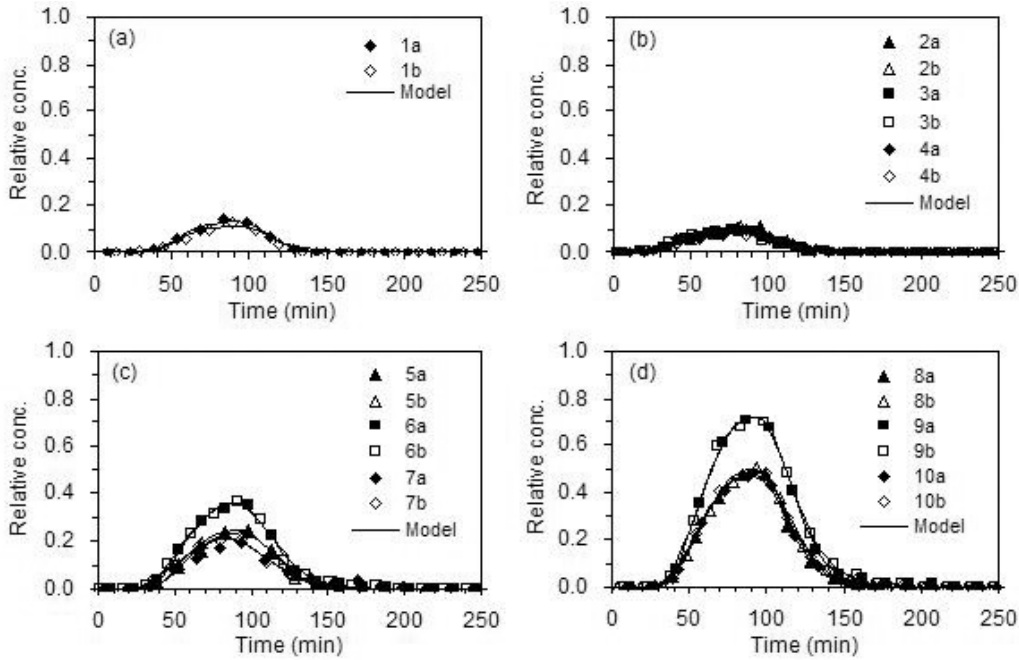 (a)
1a
1b
Model
Relative conc.
1.0
0.8
0.6
0.4
0.2
0.0
0 50 100 150 200 250
Time (min)
(b)
2a
2b
3a
3b
4a
4b
Model
Relative conc.
1.0
0.8
0.6
0.4
0.2
0.0
0 50 100 150 200 250
Time (min)
(c)
5a
5b
6a
6b
7a
7b
Model
Relative conc.
1.0
0.8
0.6
0.4
0.2
0.0
0 50 100 150 200 250
Time (min)
(d)
8a
8b
9a
9b
10a
10b
Model
Relative conc.
1.0
0.8
0.6
0.4
0.2
0.0
0 50 100 150 200 250
Time (min)